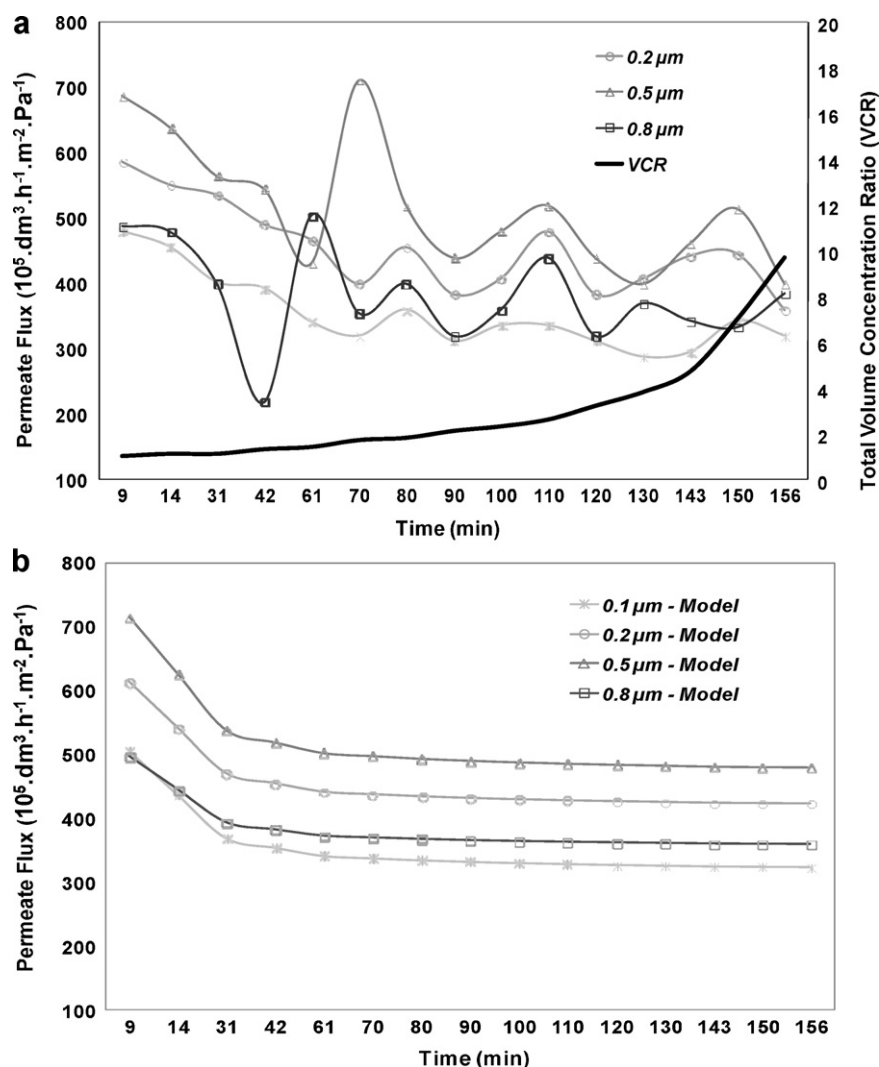 a
800
700
600
500
400
300
200
100
Permeate Flux (10⁵.dm³.h⁻¹.m⁻².Pa⁻¹)
0.2 µm
0.5 µm
0.8 µm
VCR
20
18
16
14
12
10
8
6
4
2
0
Total Volume Concentration Ratio (VCR)
9 14 31 42 61 70 80 90 100 110 120 130 143 150 156
Time (min)
b
800
700
600
500
400
300
200
100
Permeate Flux (10⁵.dm³.h⁻¹.m⁻².Pa⁻¹)
0.1 µm - Model
0.2 µm - Model
0.5 µm - Model
0.8 µm - Model
9 14 31 42 61 70 80 90 100 110 120 130 143 150 156
Time (min)